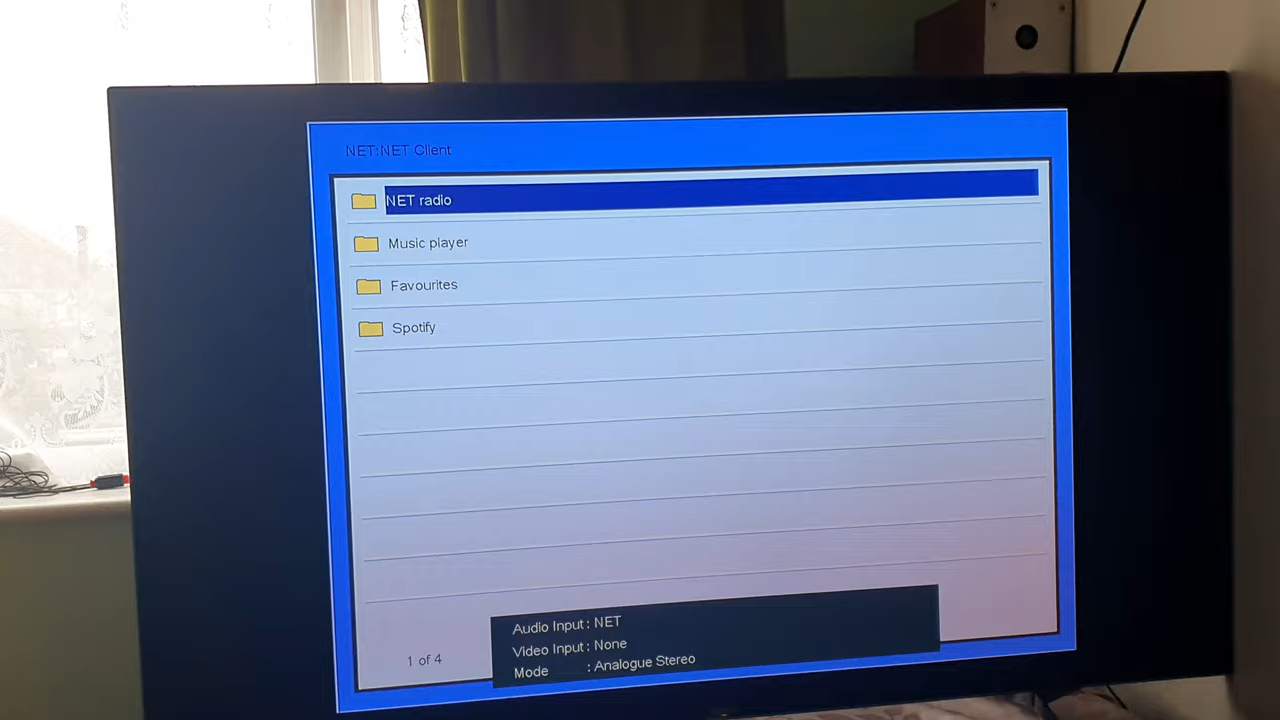 NET:NET Client
NET radio
Music player
Favourites
Spotify
1 of 4
Audio Input : NET
Video Input : None
Mode : Analogue Stereo